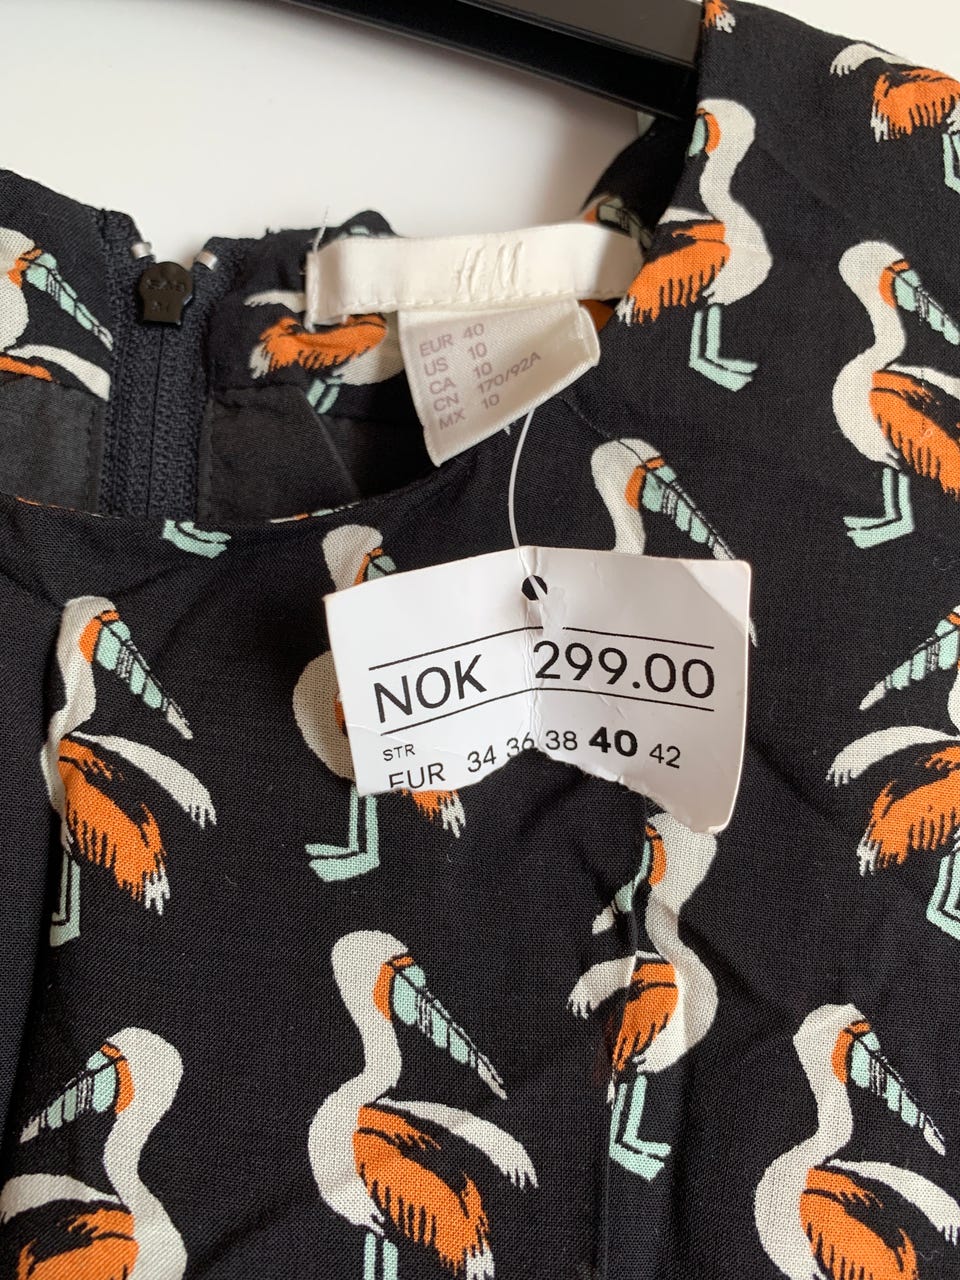 H&M
EUR 40
US 10
CA 10
CN 170/92A
MX 10
NOK 299.00
STR
EUR 34 36 38 40 42